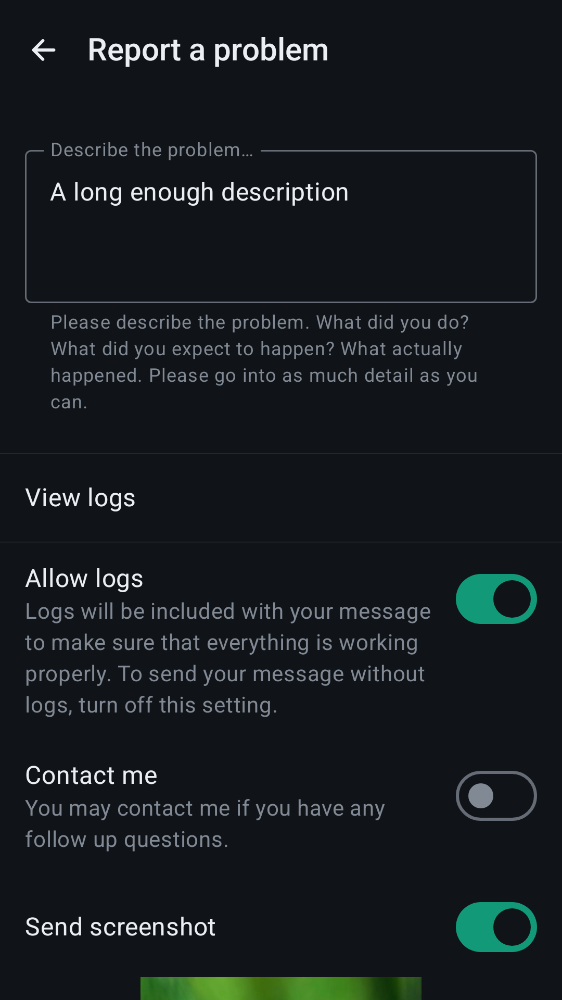 Report a problem
Describe the problem…
A long enough description
Please describe the problem. What did you do?
What did you expect to happen? What actually
happened. Please go into as much detail as you
can.
View logs
Allow logs
Logs will be included with your message
to make sure that everything is working
properly. To send your message without
logs, turn off this setting.
Contact me
You may contact me if you have any
follow up questions.
Send screenshot